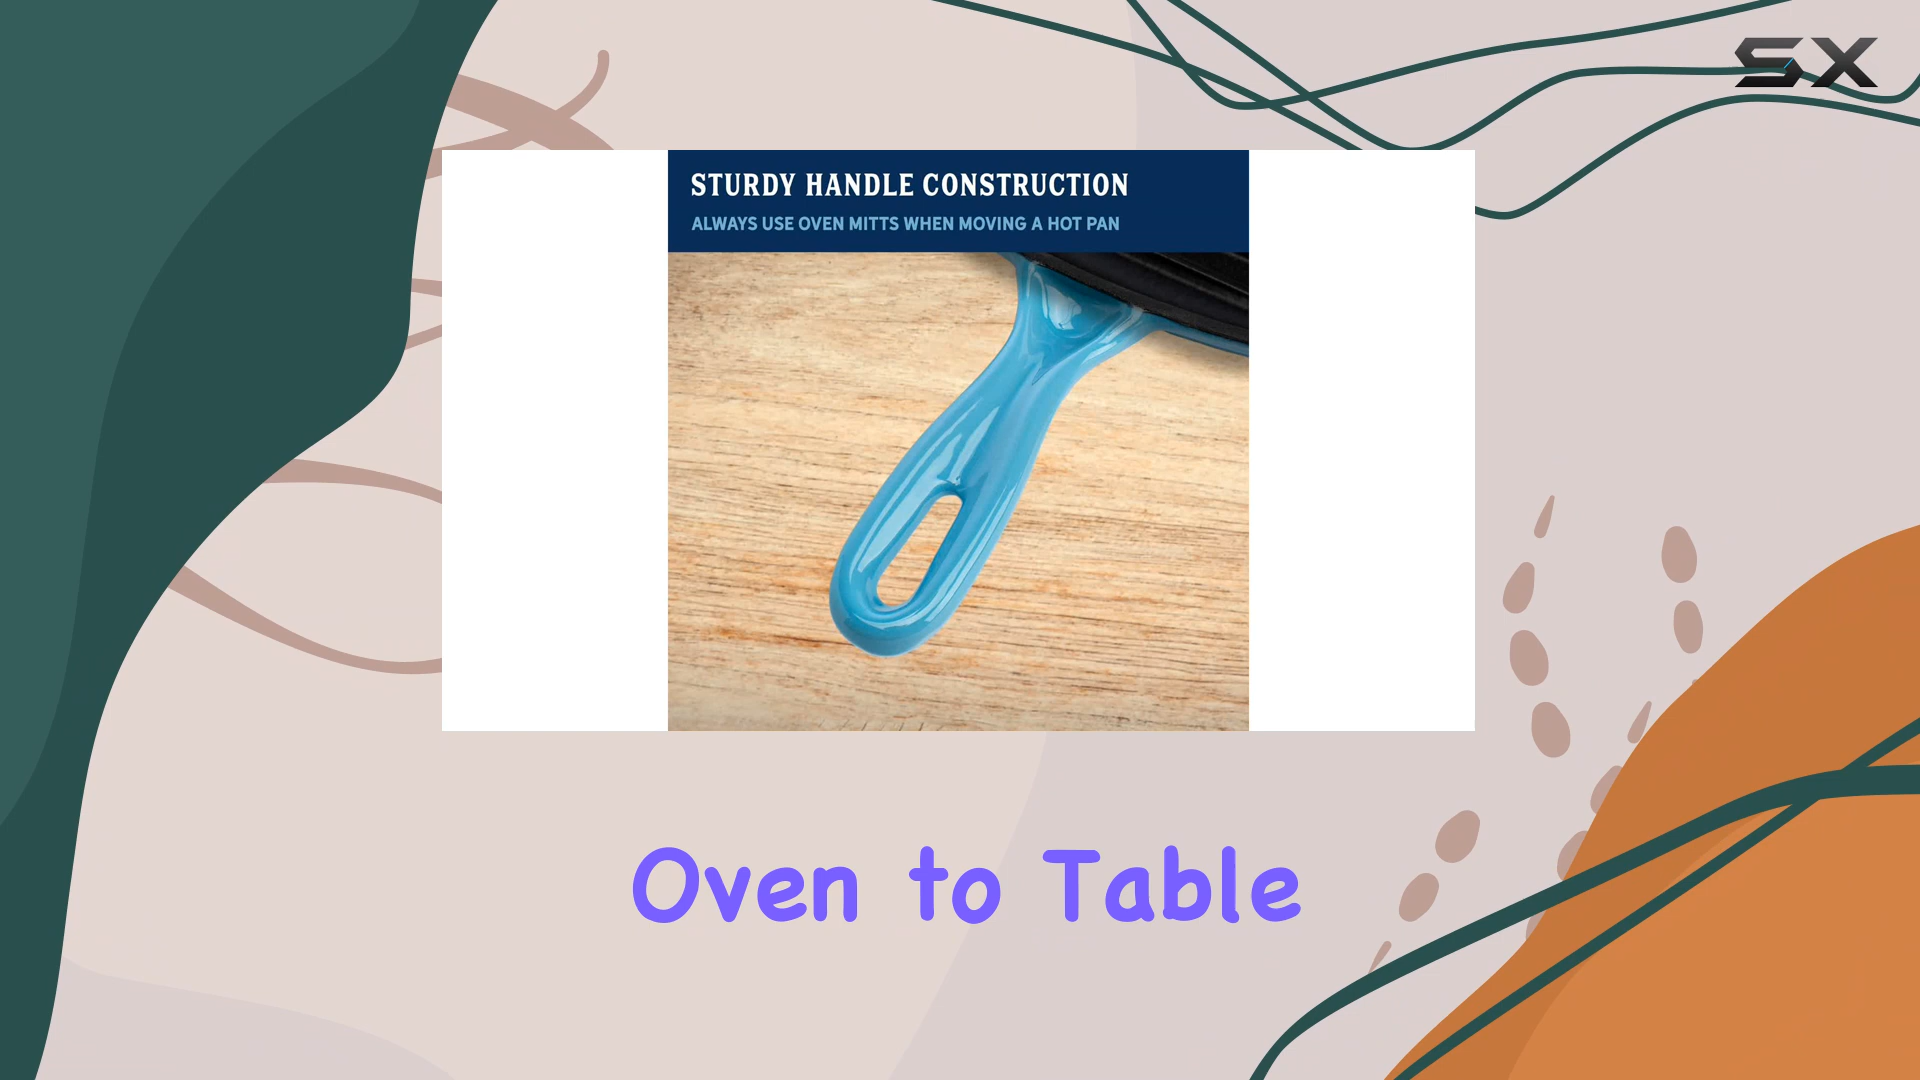 SX
STURDY HANDLE CONSTRUCTION
ALWAYS USE OVEN MITTS WHEN MOVING A HOT PAN
Oven to Table